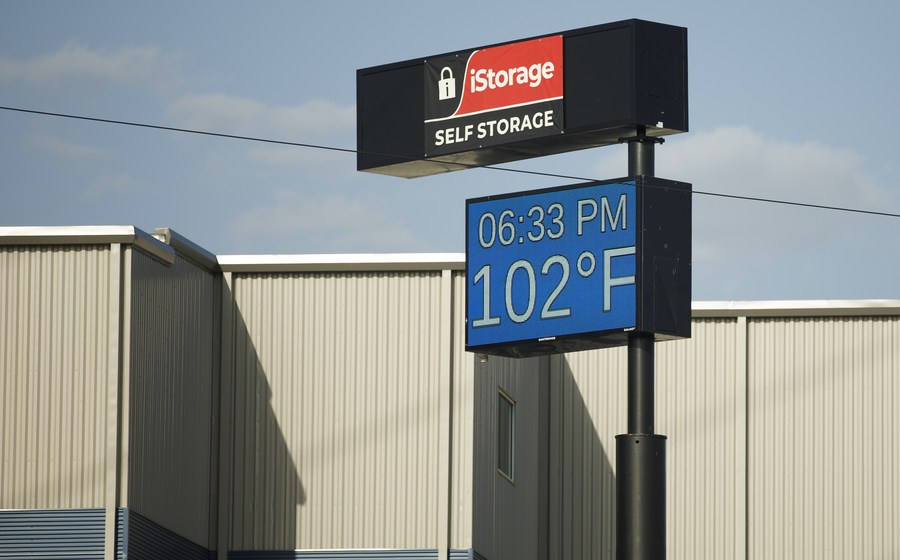 iStorage
SELF STORAGE
06:33 PM
102°F